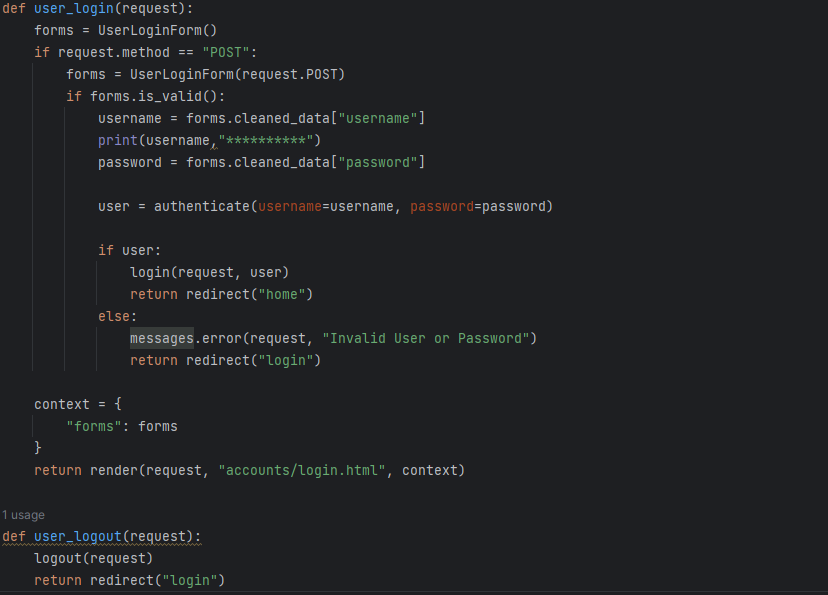 def user_login(request):
    forms = UserLoginForm()
    if request.method == "POST":
        forms = UserLoginForm(request.POST)
        if forms.is_valid():
            username = forms.cleaned_data["username"]
            print(username,"**********")
            password = forms.cleaned_data["password"]

            user = authenticate(username=username, password=password)

            if user:
                login(request, user)
                return redirect("home")
            else:
                messages.error(request, "Invalid User or Password")
                return redirect("login")

    context = {
        "forms": forms
    }
    return render(request, "accounts/login.html", context)

1 usage
def user_logout(request):
    logout(request)
    return redirect("login")